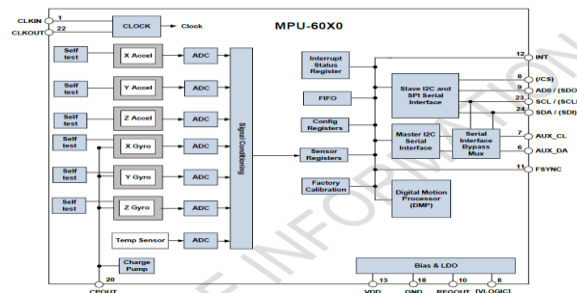 MPU-60X0
CLKIN 1
CLKOUT 22
CLOCK
Clock
Self test
X Accel
ADC
Self test
Y Accel
ADC
Self test
Z Accel
ADC
Self test
X Gyro
ADC
Self test
Y Gyro
ADC
Self test
Z Gyro
ADC
Temp Sensor
ADC
Signal Conditioning
Charge Pump
20
CPOUT
Interrupt Status Register
FIFO
Config Registers
Sensor Registers
Factory Calibration
Slave I2C and SPI Serial Interface
Master I2C Serial Interface
Serial Interface Bypass Mux
Digital Motion Processor (DMP)
12 INT
8 (/CS)
9 AD0 / (SDO
23 SCL / (SCLK
24 SDA / (SDI)
7 AUX_CL
6 AUX_DA
11 FSYNC
Bias & LDO
13 VDD
18 GND
10 REGOUT
8 [VLOGIC]
E INFORMATION